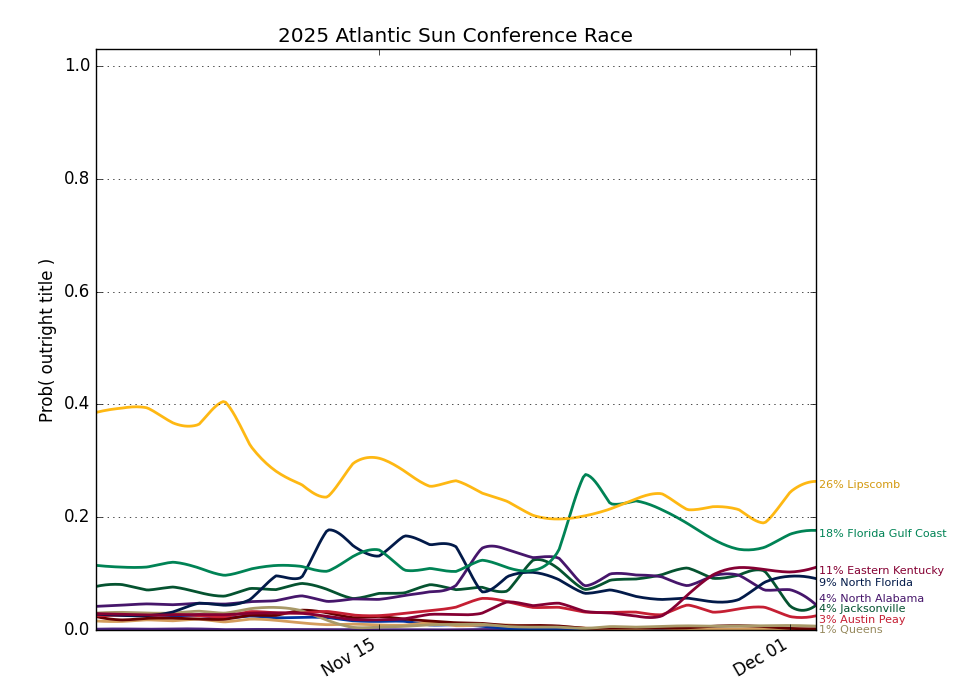 2025 Atlantic Sun Conference Race
Prob( outright title )
1.0
0.8
0.6
0.4
0.2
0.0
Nov 15
Dec 01
26% Lipscomb
18% Florida Gulf Coast
11% Eastern Kentucky
9% North Florida
4% North Alabama
4% Jacksonville
3% Austin Peay
1% Queens